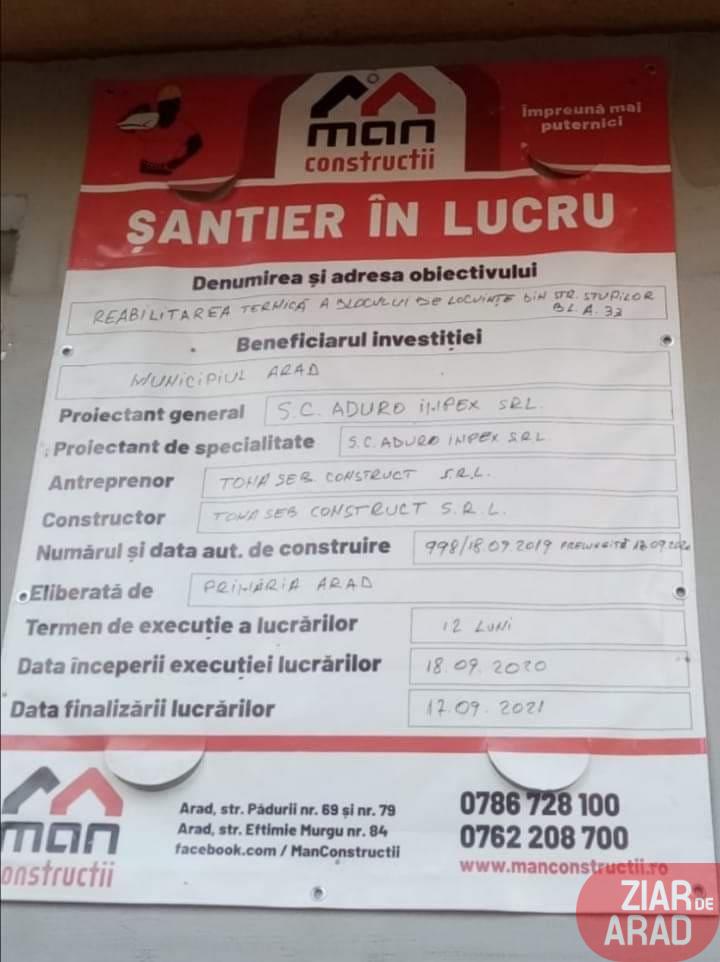 man
constructii
Împreună mai
puternici
ȘANTIER ÎN LUCRU
Denumirea și adresa obiectivului
REABILITAREA TERMICĂ A BLOCULUI DE LOCUINȚE DIN STR. STUPILOR
BL. A. 33
Beneficiarul investiției
MUNICIPIUL ARAD
Proiectant general S.C. ADURO IMPEX SRL.
Proiectant de specialitate S.C. ADURO IMPEX SRL
Antreprenor TOMA SEB CONSTRUCT S.R.L.
Constructor TOMA SEB CONSTRUCT S.R.L.
Numărul și data aut. de construire 998/18.09.2019 PRELUNGITĂ
Eliberată de PRIMĂRIA ARAD
Termen de execuție a lucrărilor 12 LUNI
Data începerii execuției lucrărilor 18.09.2020
Data finalizării lucrărilor 17.09.2021
man
onstructii
Arad, str. Pădurii nr. 69 și nr. 79
Arad, str. Eftimie Murgu nr. 84
facebook.com / ManConstructii
0786 728 100
0762 208 700
www.manconstructii.ro
ZIAR DE
ARAD